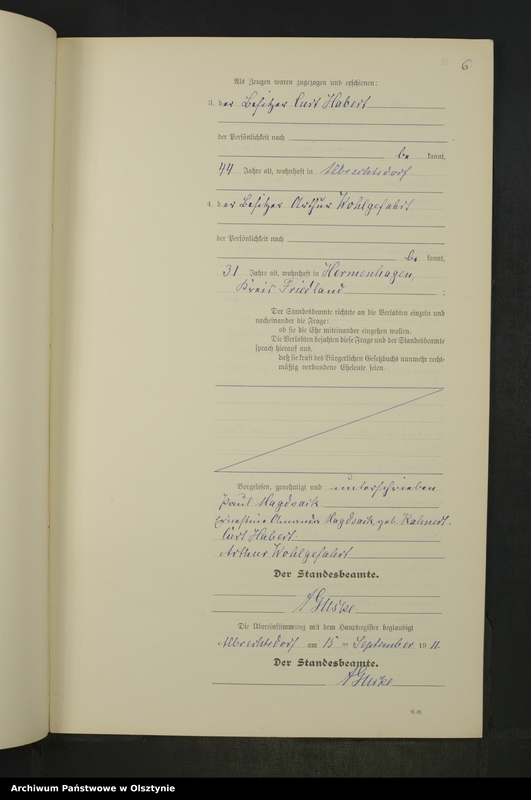 6
Als Zeugen waren zugezogen und erschienen:
3. der Besitzer Curt Habert
der Persönlichkeit nach
be kannt,
44 Jahre alt, wohnhaft in Albrechtsdorf
4. der Besitzer Arthur Wohlgefahrt
der Persönlichkeit nach
be kannt,
31 Jahre alt, wohnhaft in Hermenhagen,
Kreis Friedland ;
Der Standesbeamte richtete an die Verlobten einzeln und
nacheinander die Frage:
ob sie die Ehe miteinander eingehen wollen.
Die Verlobten bejahten diese Frage und der Standesbeamte
sprach hierauf aus,
daß sie kraft des Bürgerlichen Gesetzbuchs nunmehr recht-
mäßig verbundene Eheleute seien.
Vorgelesen, genehmigt und unterschrieben
Paul Magdsack
Ernestine Amanda Magdsack geb. Kahnert.
Curt Habert.
Arthur Wohlgefahrt
Der Standesbeamte.
Guske
Die Übereinstimmung mit dem Hauptregister beglaubigt
Albrechtsdorf am 15 ten September 19 11
Der Standesbeamte.
Guske
Archiwum Państwowe w Olsztynie